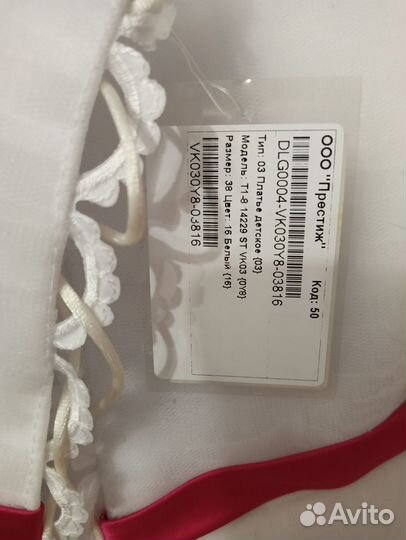 ООО "Престиж" Код: 50
DLG0004-VK030Y8-03816
Тип: 03 Платье детское {03}
Модель: T1-8 14229 ST VK03 {0Y8}
Размер: 38 Цвет: 16 Белый {16}
VK030Y8-03816
Avito